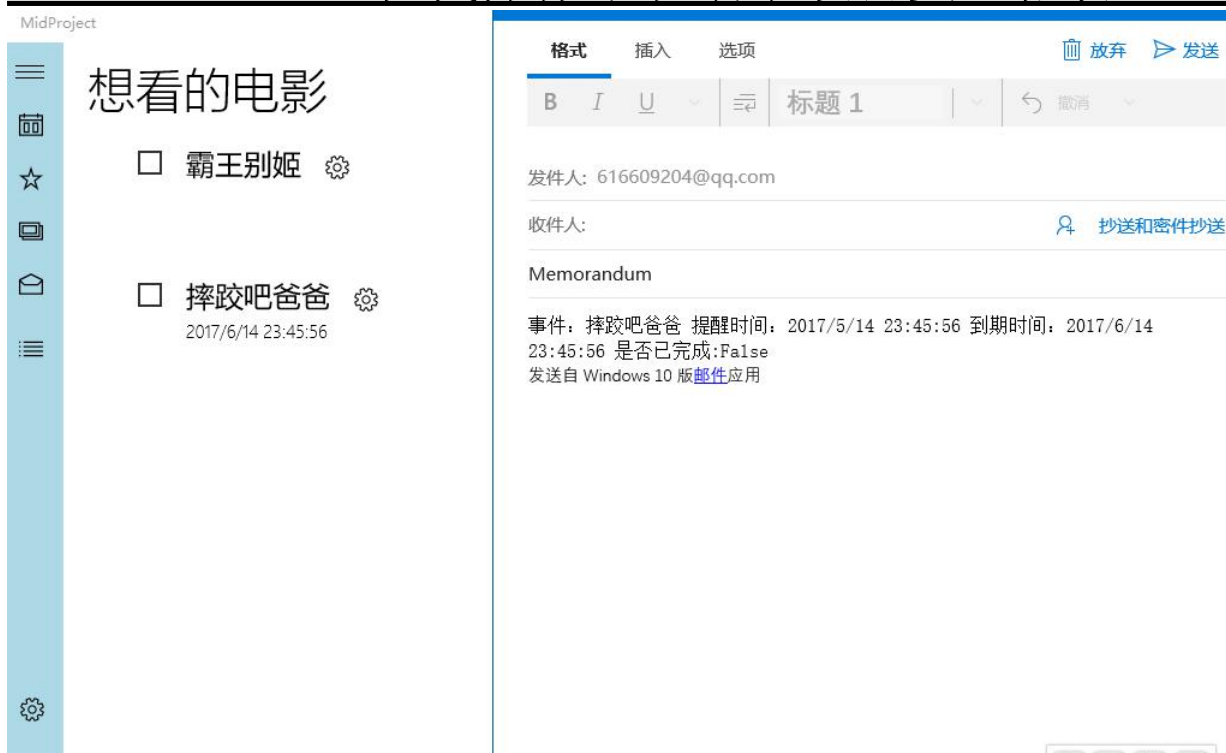 MidProject
想看的电影
霸王别姬
摔跤吧爸爸
2017/6/14 23:45:56
格式 插入 选项 放弃 发送
B I U 标题 1 撤消
发件人: 616609204@qq.com
收件人: 抄送和密件抄送
Memorandum
事件: 摔跤吧爸爸 提醒时间: 2017/5/14 23:45:56 到期时间: 2017/6/14
23:45:56 是否已完成:False
发送自 Windows 10 版邮件应用